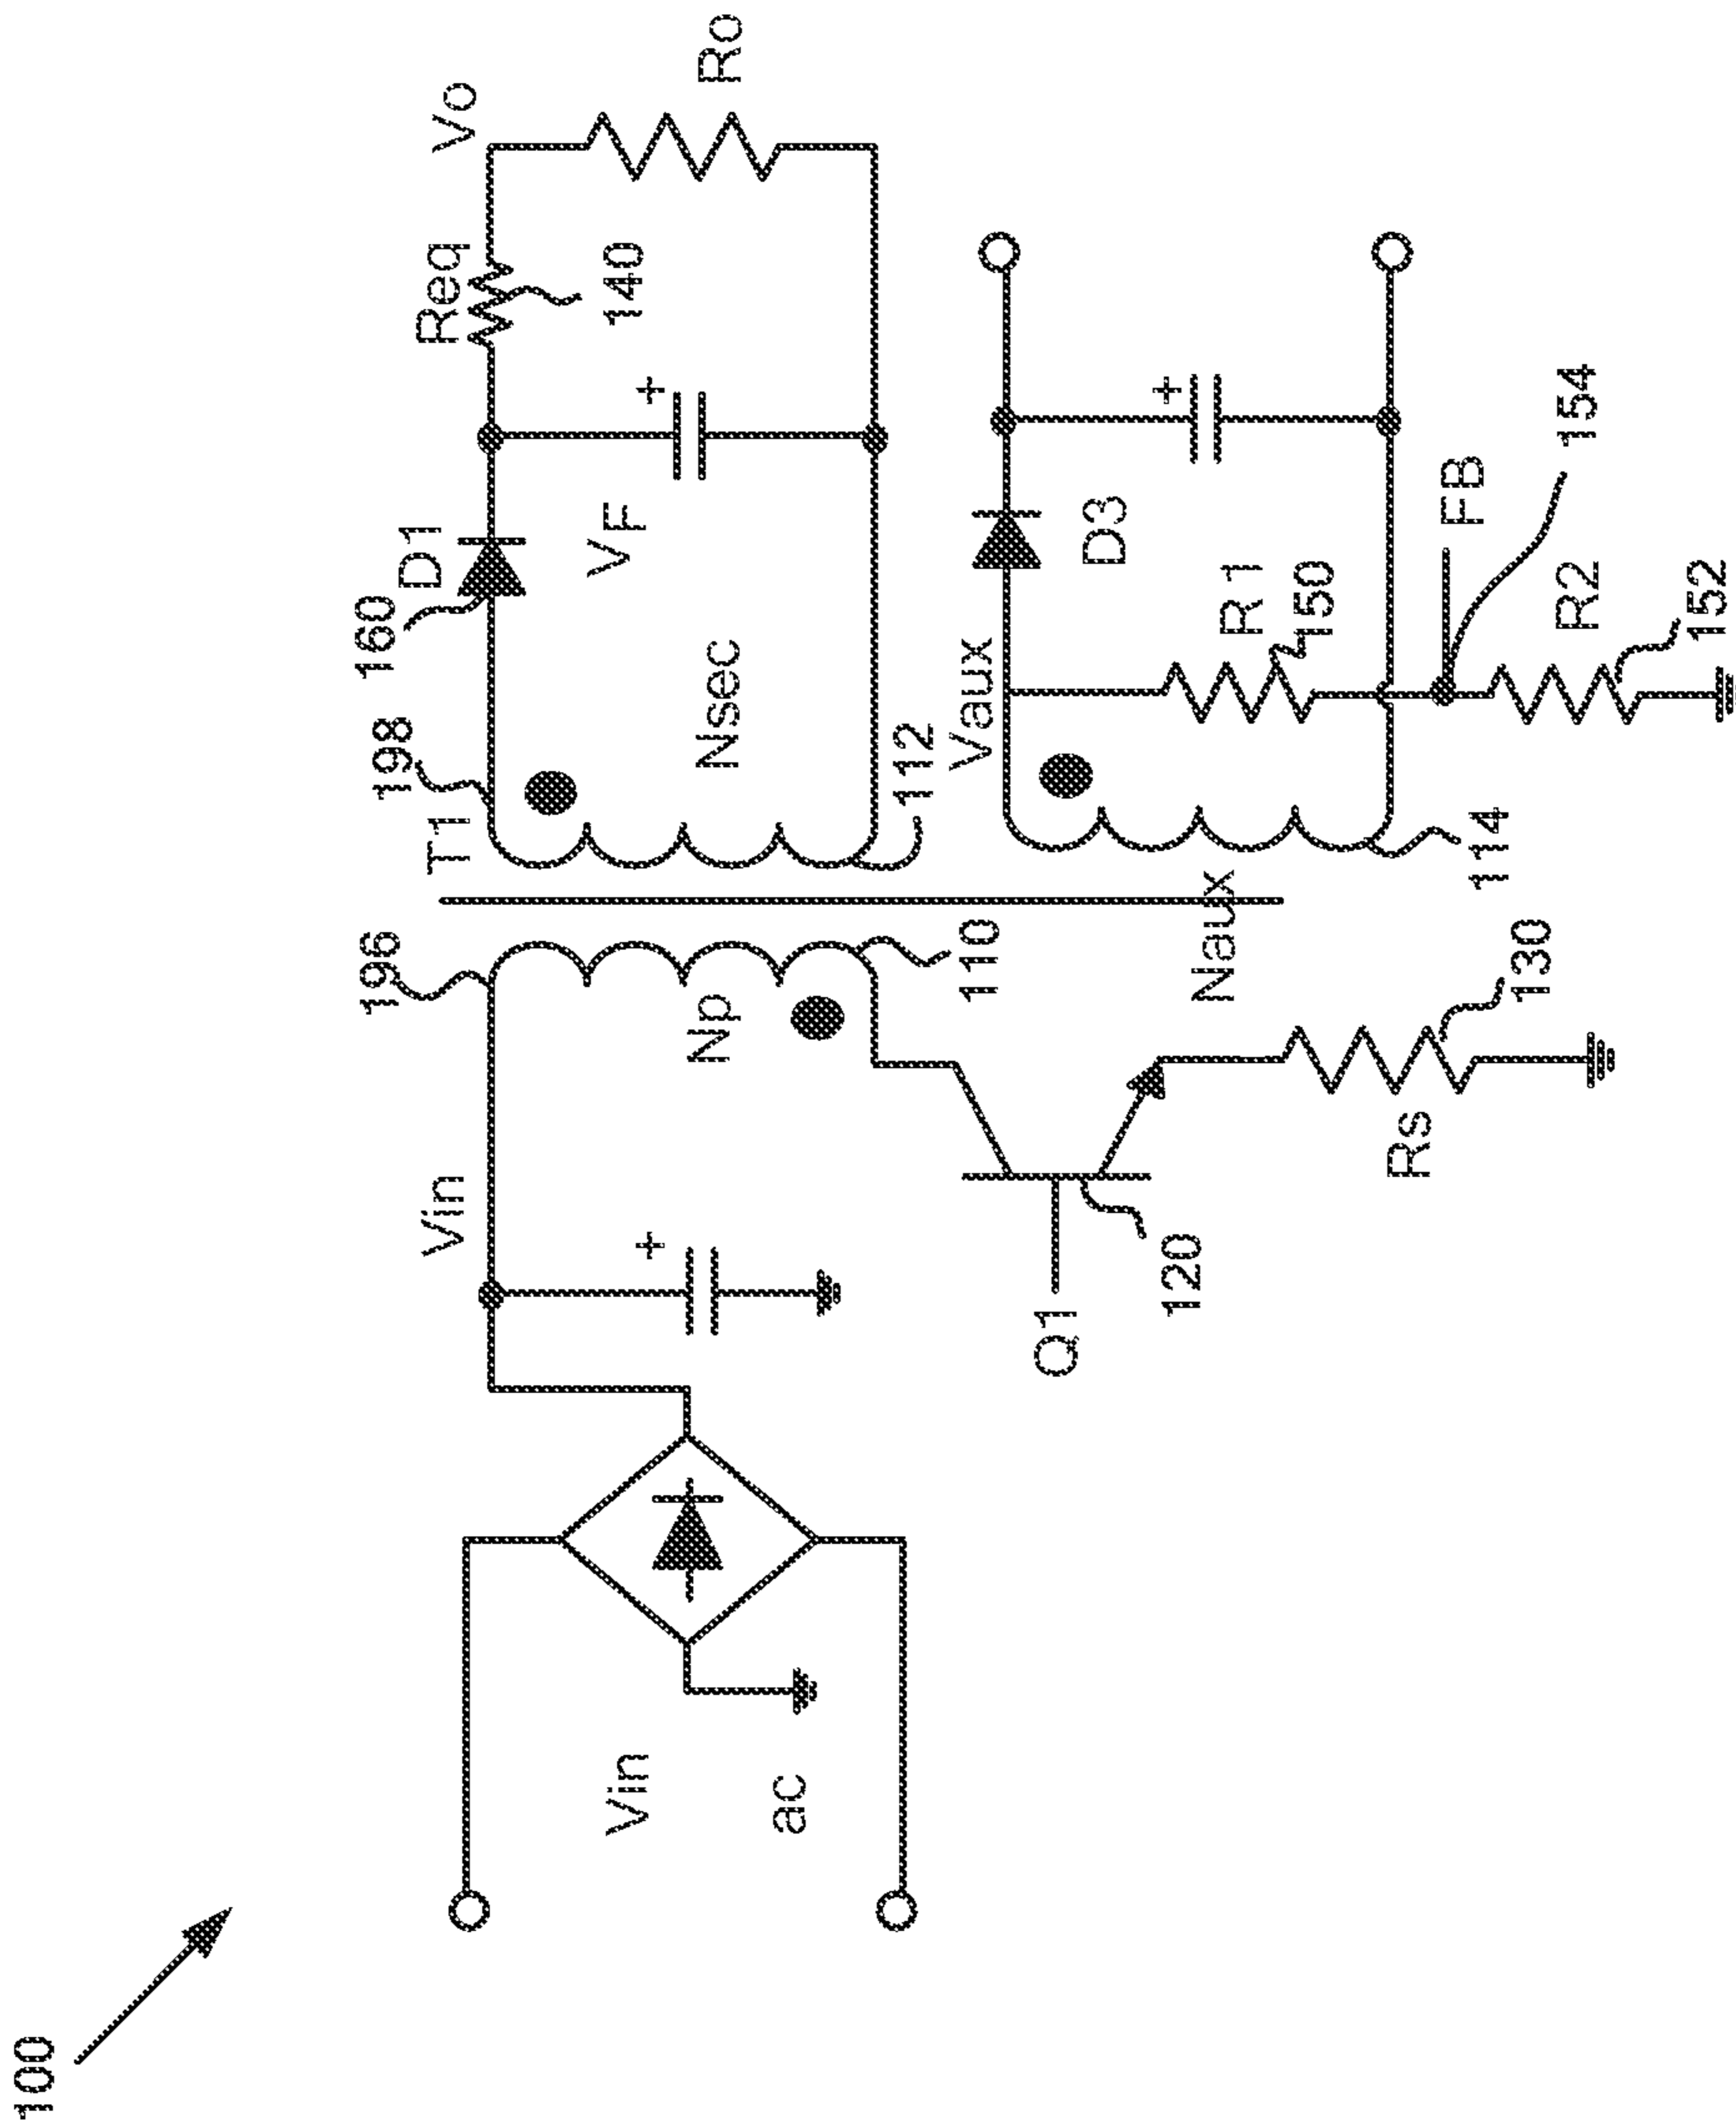 100
Vin
ac
Vin
196
Np
110
Q1
120
Rs
130
T1
198
160
D1
VF
Nsec
112
Req
140
Vo
Ro
Naux
114
Vaux
D3
R1
150
FB
154
R2
152
+
+
+